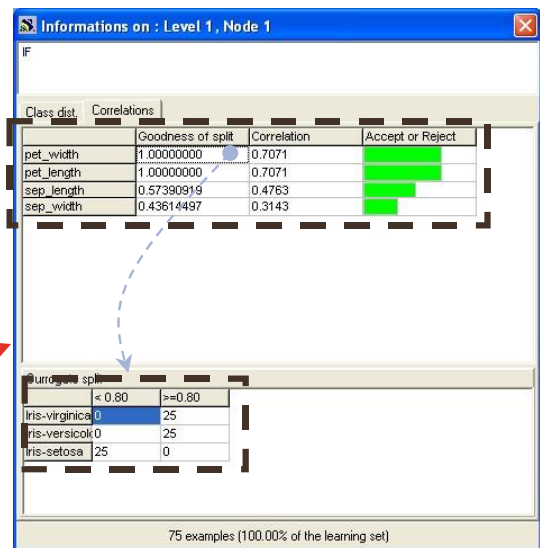 Informations on : Level 1 , Node 1
IF
Class dist. Correlations
Goodness of split Correlation Accept or Reject
pet_width 1.00000000 0.7071
pet_length 1.00000000 0.7071
sep_length 0.57390919 0.4763
sep_width 0.43614497 0.3143
Surrogate split
< 0.80 >=0.80
Iris-virginica 0 25
Iris-versicol 0 25
Iris-setosa 25 0
75 examples (100.00% of the learning set)